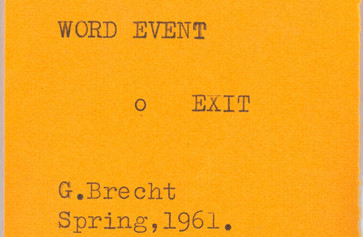 WORD EVENT
o EXIT
G.Brecht
Spring,1961.